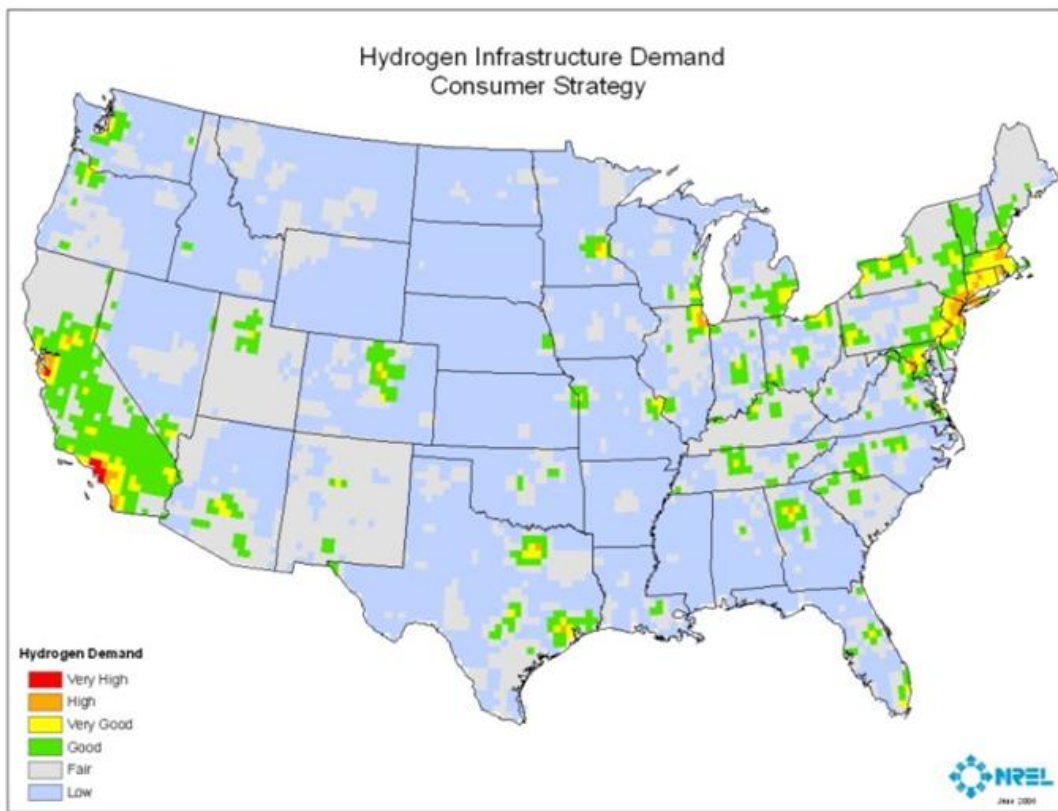 Hydrogen Infrastructure Demand
Consumer Strategy
Hydrogen Demand
Very High
High
Very Good
Good
Fair
Low
NREL